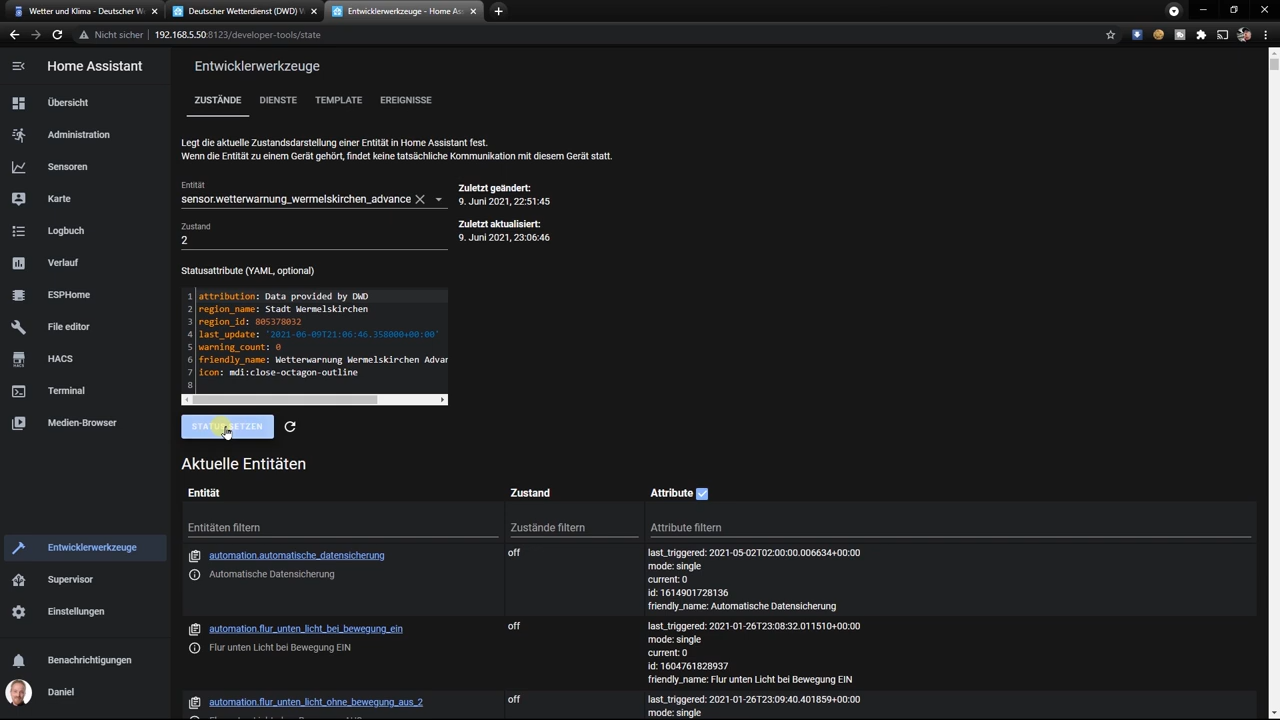 Wetter und Klima - Deutscher W
Deutscher Wetterdienst (DWD) W
Entwicklerwerkzeuge - Home Ass
Nicht sicher
192.168.5.50:8123/developer-tools/state
Home Assistant
Übersicht
Administration
Sensoren
Karte
Logbuch
Verlauf
ESPHome
File editor
HACS
Terminal
Medien-Browser
Entwicklerwerkzeuge
Supervisor
Einstellungen
Benachrichtigungen
Daniel
Entwicklerwerkzeuge
ZUSTÄNDE DIENSTE TEMPLATE EREIGNISSE
Legt die aktuelle Zustandsdarstellung einer Entität in Home Assistant fest.
Wenn die Entität zu einem Gerät gehört, findet keine tatsächliche Kommunikation mit diesem Gerät statt.
Entität
sensor.wetterwarnung_wermelskirchen_advance
Zustand
2
Zuletzt geändert:
9. Juni 2021, 22:51:45
Zuletzt aktualisiert:
9. Juni 2021, 23:06:46
Statusattribute (YAML, optional)
1 attribution: Data provided by DWD
2 region_name: Stadt Wermelskirchen
3 region_id: 805378032
4 last_update: '2021-06-09T21:06:46.358000+00:00'
5 warning_count: 0
6 friendly_name: Wetterwarnung Wermelskirchen Advan
7 icon: mdi:close-octagon-outline
8
STATUS SETZEN
Aktuelle Entitäten
Entität Zustand Attribute
Entitäten filtern Zustände filtern Attribute filtern
automation.automatische_datensicherung
Automatische Datensicherung
off
last_triggered: 2021-05-02T02:00:00.006634+00:00
mode: single
current: 0
id: 1614901728136
friendly_name: Automatische Datensicherung
automation.flur_unten_licht_bei_bewegung_ein
Flur unten Licht bei Bewegung EIN
off
last_triggered: 2021-01-26T23:08:32.011510+00:00
mode: single
current: 0
id: 1604761828937
friendly_name: Flur unten Licht bei Bewegung EIN
automation.flur_unten_licht_ohne_bewegung_aus_2
off
last_triggered: 2021-01-26T23:09:40.401859+00:00
mode: single